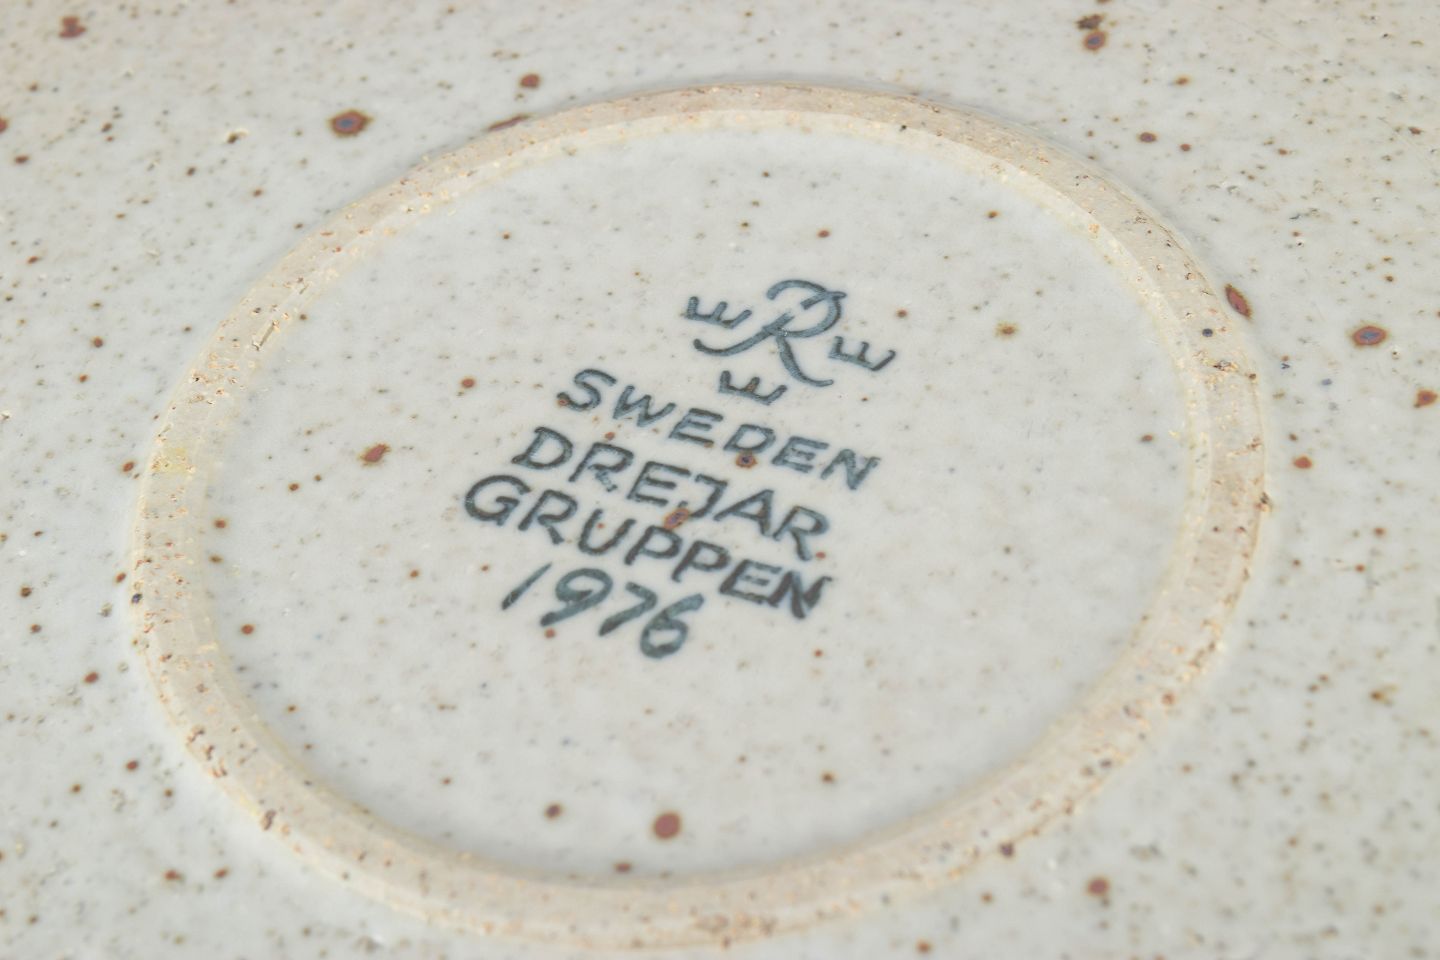 R
SWEDEN
DREJAR
GRUPPEN
1976